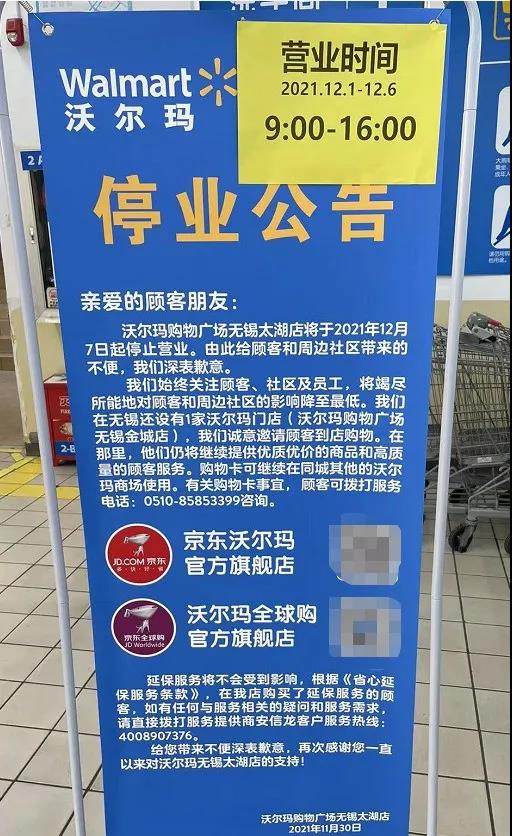 Walmart
沃尔玛
营业时间
2021.12.1-12.6
9:00-16:00
停业公告
亲爱的顾客朋友：
沃尔玛购物广场无锡太湖店将于2021年12月
7日起停止营业。由此给顾客和周边社区带来的
不便，我们深表歉意。
我们始终关注顾客、社区及员工，将竭尽
所能地对顾客和周边社区的影响降至最低。我们
在无锡还设有1家沃尔玛门店（沃尔玛购物广场
无锡金城店），我们诚意邀请顾客到店购物。在
那里，他们仍将继续提供优质优价的商品和高质
量的顾客服务。购物卡可继续在同城其他的沃尔
玛商场使用。有关购物卡事宜，顾客可拨打服务
电话：0510-85853399咨询。
JD.COM 京东
多·快·好·省
京东沃尔玛
官方旗舰店
京东全球购
JD Worldwide
沃尔玛全球购
官方旗舰店
延保服务将不会受到影响，根据《省心延
保服务条款》，在我店购买了延保服务的顾
客，如有任何与服务相关的疑问和服务需求，
请直接拨打服务提供商安信龙客户服务热线：
4008907376。
给您带来不便深表歉意，再次感谢您一直
以来对沃尔玛无锡太湖店的支持！
沃尔玛购物广场无锡太湖店
2021年11月30日